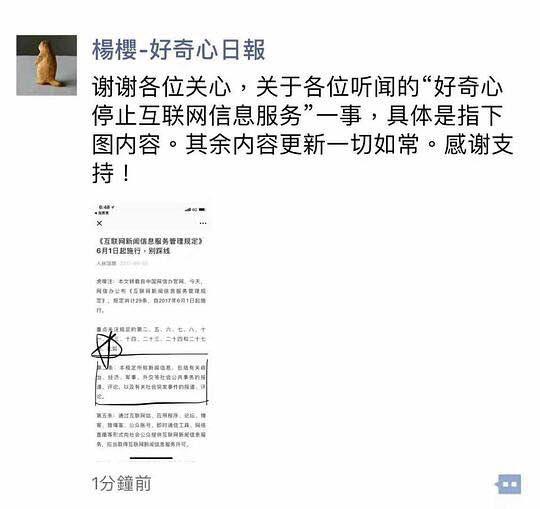 楊櫻-好奇心日報
谢谢各位关心，关于各位听闻的“好奇心
停止互联网信息服务”一事，具体是指下
图内容。其余内容更新一切如常。感谢支
持！
6:48
4G
×
《互联网新闻信息服务管理规定》
6月1日起施行，别踩线
虎嗅注：本文转载自中国网信办官网，今天，
网信办公布《互联网新闻信息服务管理规
定》，规定共计29条，自2017年6月1日起施
行。
重点关注规定的第二、五、六、七、八、十
十四、二十三、二十四和二十七
本规定所称新闻信息，包括有关政
治、经济、军事、外交等社会公共事务的报
道、评论，以及有关社会突发事件的报道、评
论。
第五条：通过互联网站、应用程序、论坛、博
客、微博客、公众账号、即时通信工具、网络
直播等形式向社会公众提供互联网新闻信息服
务，应当取得互联网新闻信息服务许可，
1分鐘前